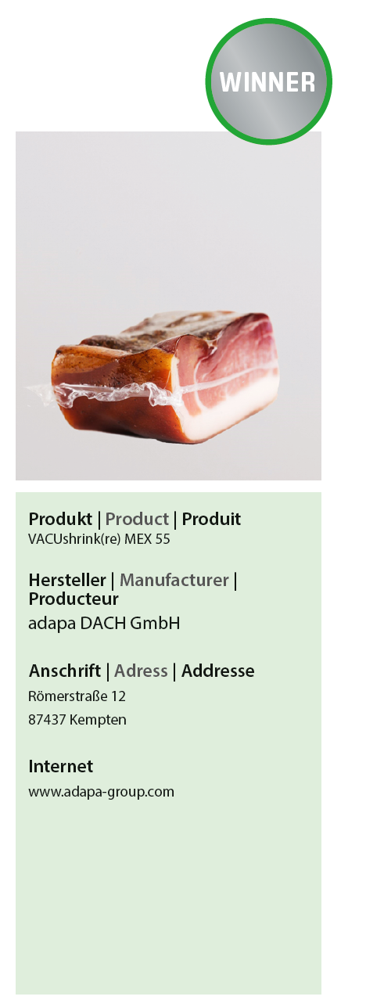 WINNER
Produkt | Product | Produit
VACUshrink(re) MEX 55
Hersteller | Manufacturer |
Producteur
adapa DACH GmbH
Anschrift | Adress | Addresse
Römerstraße 12
87437 Kempten
Internet
www.adapa-group.com